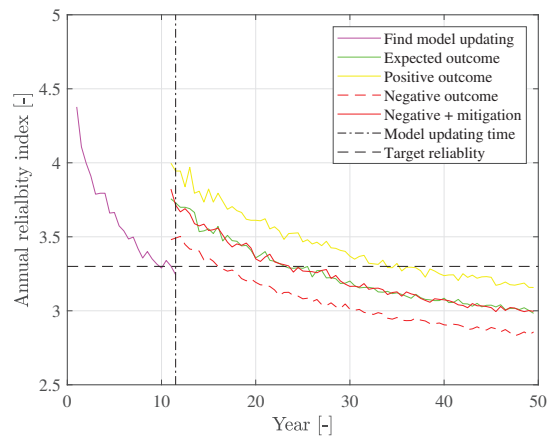 5
4.5
4
3.5
3
2.5
0
10
20
30
40
50
Annual relialbity index [-]
Year [-]
Find model updating
Expected outcome
Positive outcome
Negative outcome
Negative + mitigation
Model updating time
Target reliablity